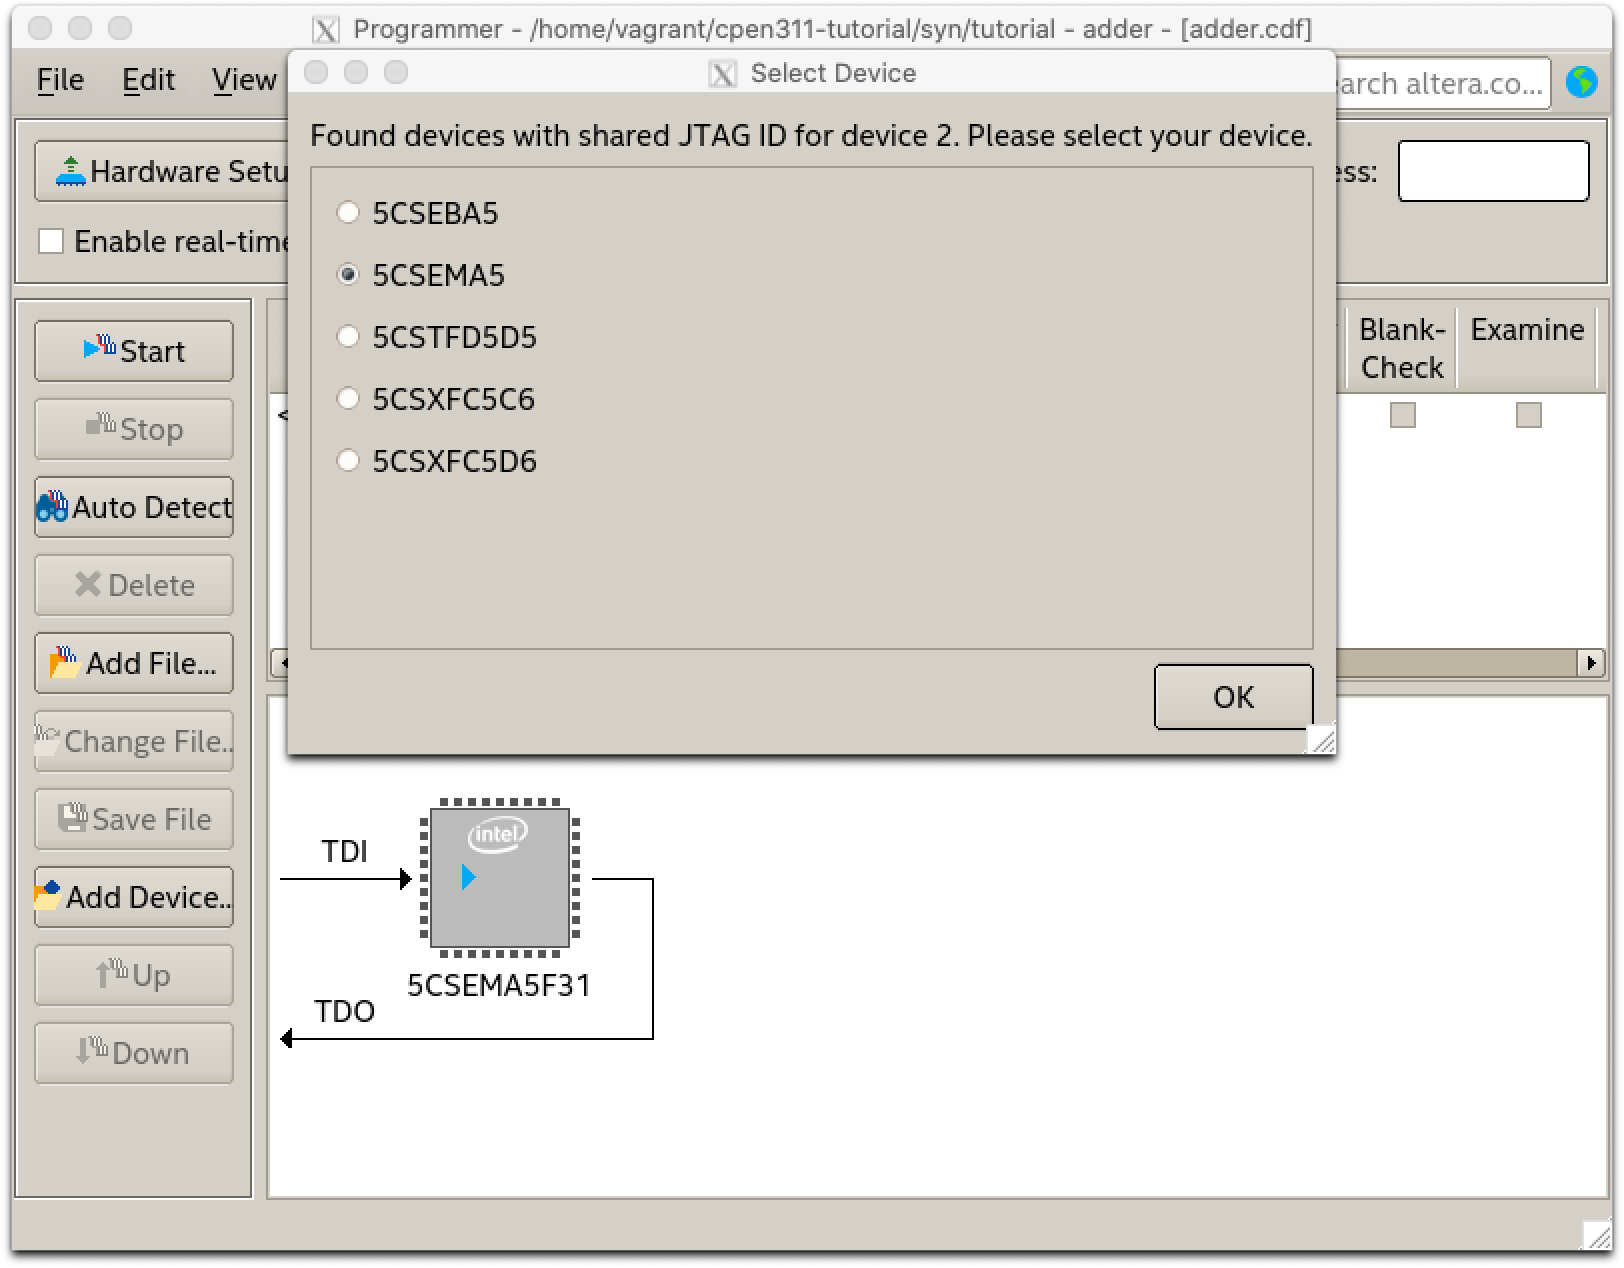 Programmer - /home/vagrant/cpen311-tutorial/syn/tutorial - adder - [adder.cdf]
File Edit View
arch altera.co...
Select Device
Found devices with shared JTAG ID for device 2. Please select your device.
5CSEBA5
5CSEMA5
5CSTFD5D5
5CSXFC5C6
5CSXFC5D6
OK
Hardware Setu
ess:
Enable real-time
Start
Stop
Auto Detect
Delete
Add File...
Change File..
Save File
Add Device..
Up
Down
Blank-
Check
Examine
<
TDI
intel
5CSEMA5F31
TDO